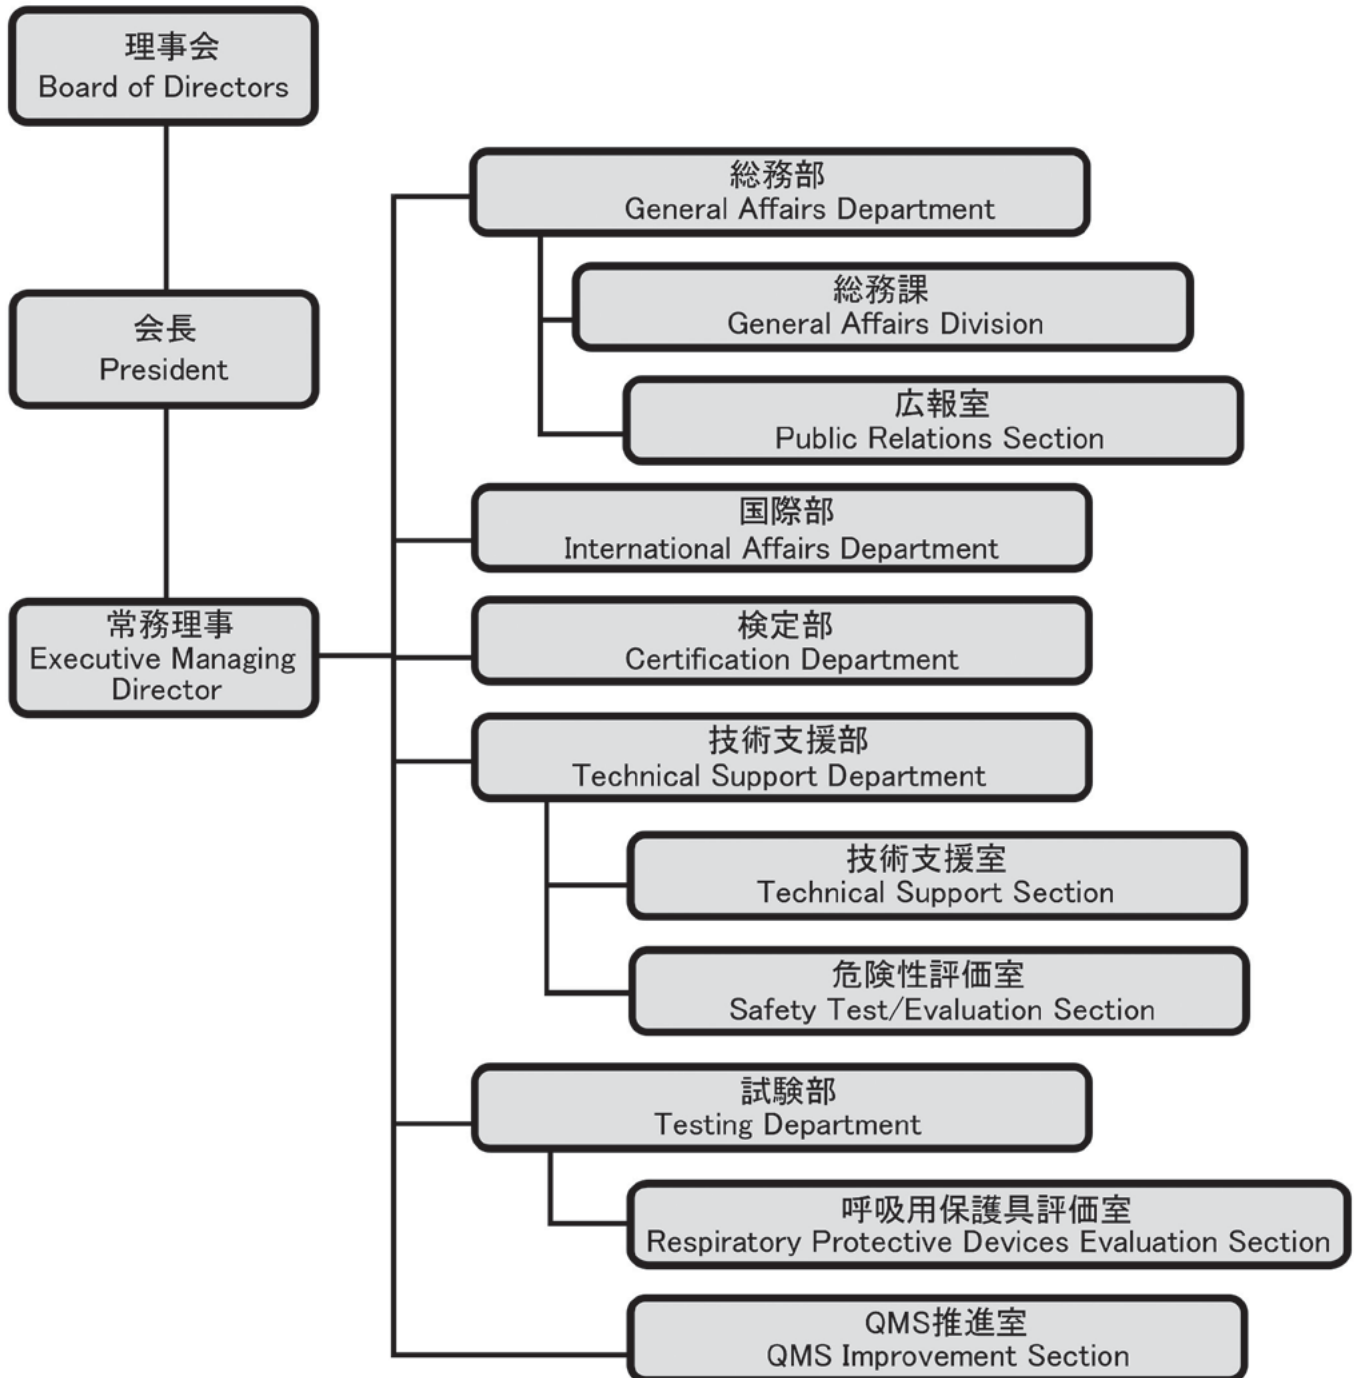 理事会
Board of Directors
会長
President
常務理事
Executive Managing
Director
総務部
General Affairs Department
総務課
General Affairs Division
広報室
Public Relations Section
国際部
International Affairs Department
検定部
Certification Department
技術支援部
Technical Support Department
技術支援室
Technical Support Section
危険性評価室
Safety Test/Evaluation Section
試験部
Testing Department
呼吸用保護具評価室
Respiratory Protective Devices Evaluation Section
QMS推進室
QMS Improvement Section